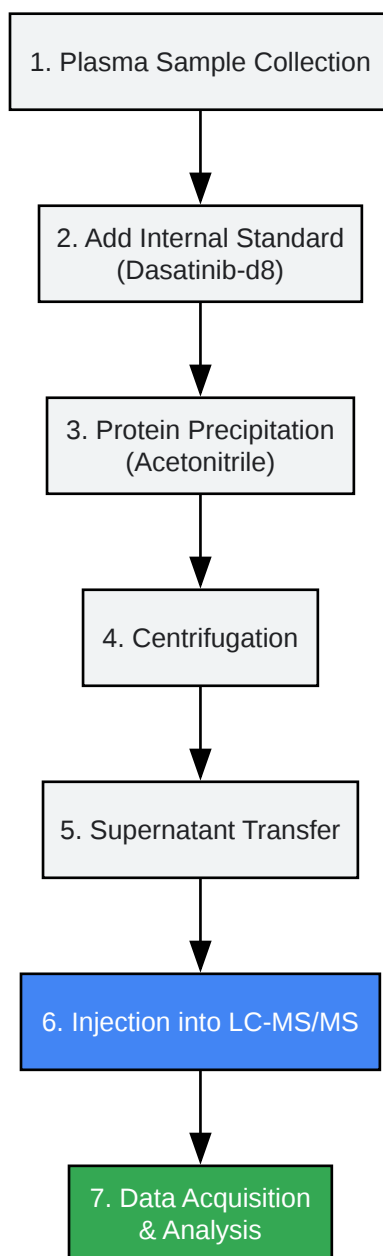 1. Plasma Sample Collection
2. Add Internal Standard
(Dasatinib-d8)
3. Protein Precipitation
(Acetonitrile)
4. Centrifugation
5. Supernatant Transfer
6. Injection into LC-MS/MS
7. Data Acquisition
& Analysis